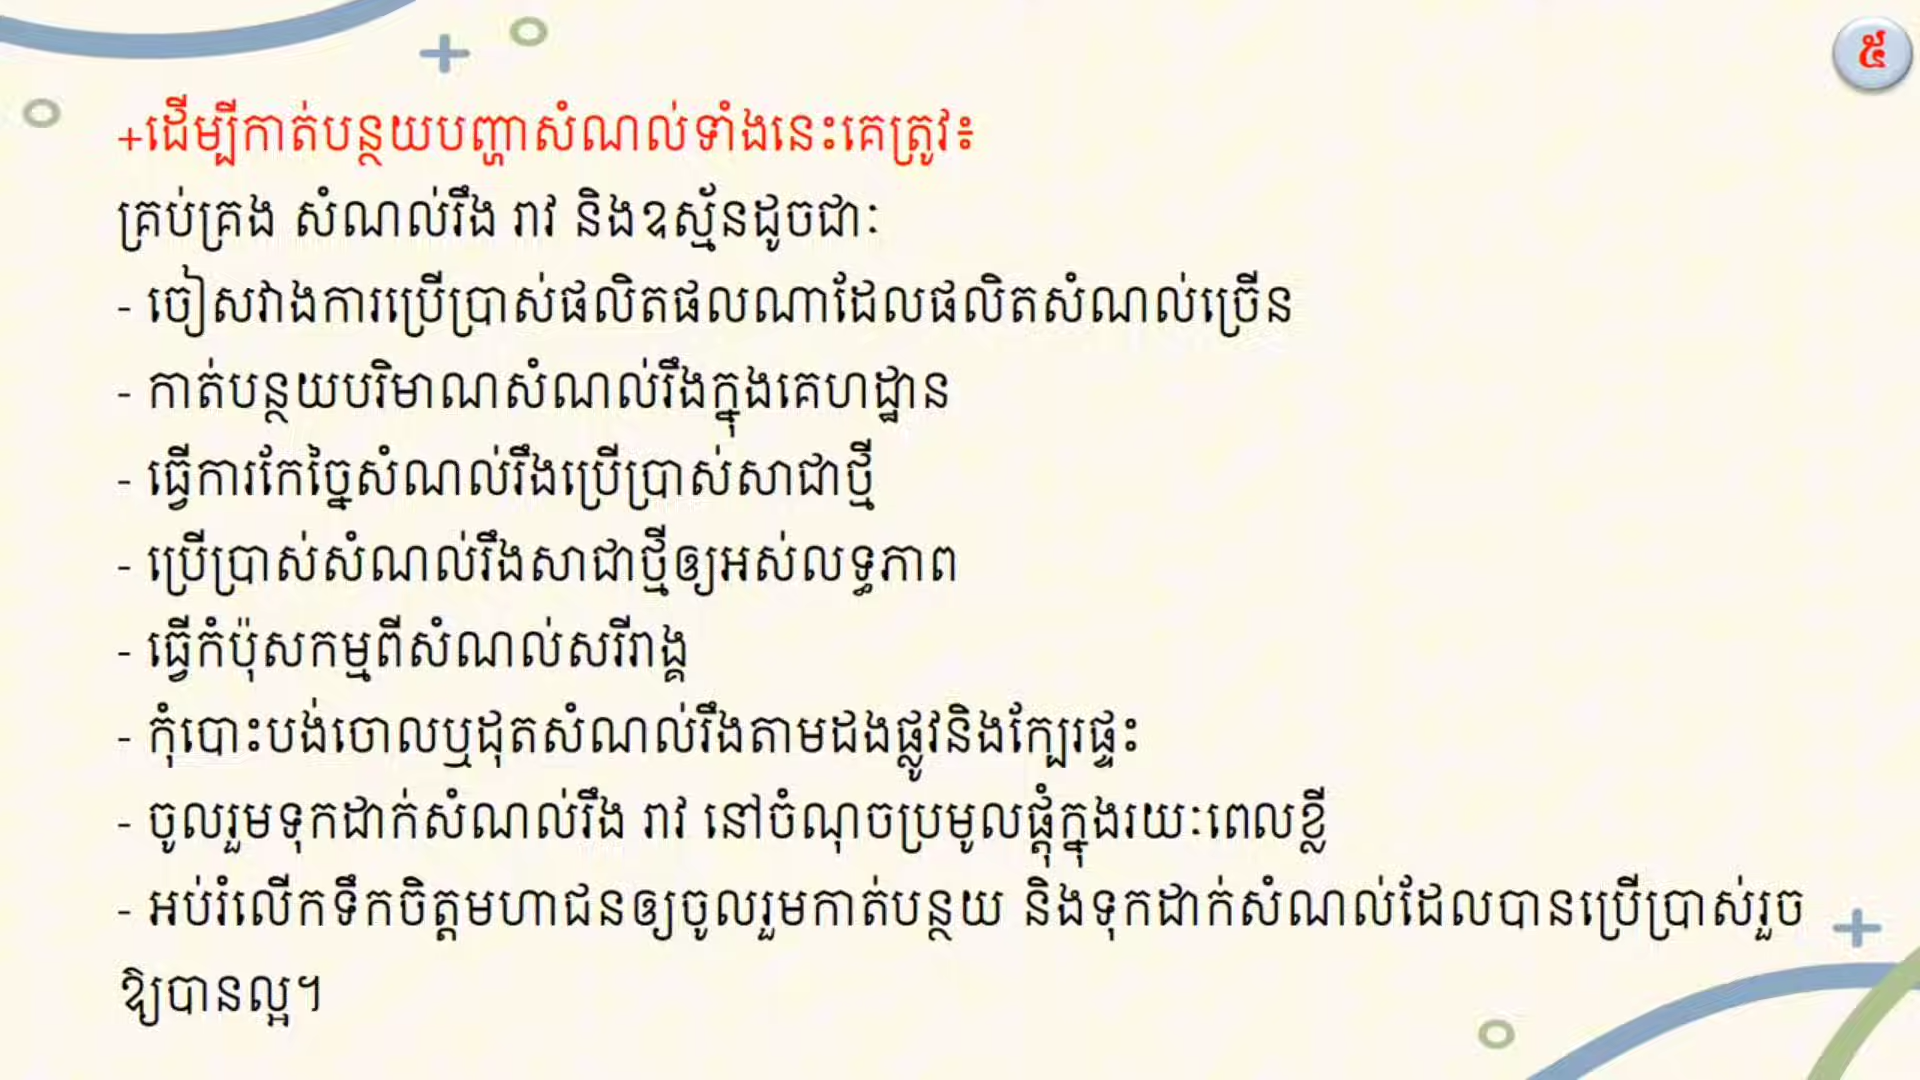 ៥
+ដើម្បីកាត់បន្ថយបញ្ហាសំណល់ទាំងនេះគេត្រូវ៖
គ្រប់គ្រង សំណល់រឹង រាវ និងឧស្ម័នដូចជាៈ
- ចៀសវាងការប្រើប្រាស់ផលិតផលណាដែលផលិតសំណល់ច្រើន
- កាត់បន្ថយបរិមាណសំណល់រឹងក្នុងគេហដ្ឋាន
- ធ្វើការកែច្នៃសំណល់រឹងប្រើប្រាស់សាជាថ្មី
- ប្រើប្រាស់សំណល់រឹងសាជាថ្មីឲ្យអស់លទ្ធភាព
- ធ្វើកំប៉ុសកម្មពីសំណល់សរីរាង្គ
- កុំបោះបង់ចោលឬដុតសំណល់រឹងតាមដងផ្លូវនិងក្បែរផ្ទះ
- ចូលរួមទុកដាក់សំណល់រឹង រាវ នៅចំណុចប្រមូលផ្តុំក្នុងរយៈពេលខ្លី
- អប់រំលើកទឹកចិត្តមហាជនឲ្យចូលរួមកាត់បន្ថយ និងទុកដាក់សំណល់ដែលបានប្រើប្រាស់រួច
ឱ្យបានល្អ។